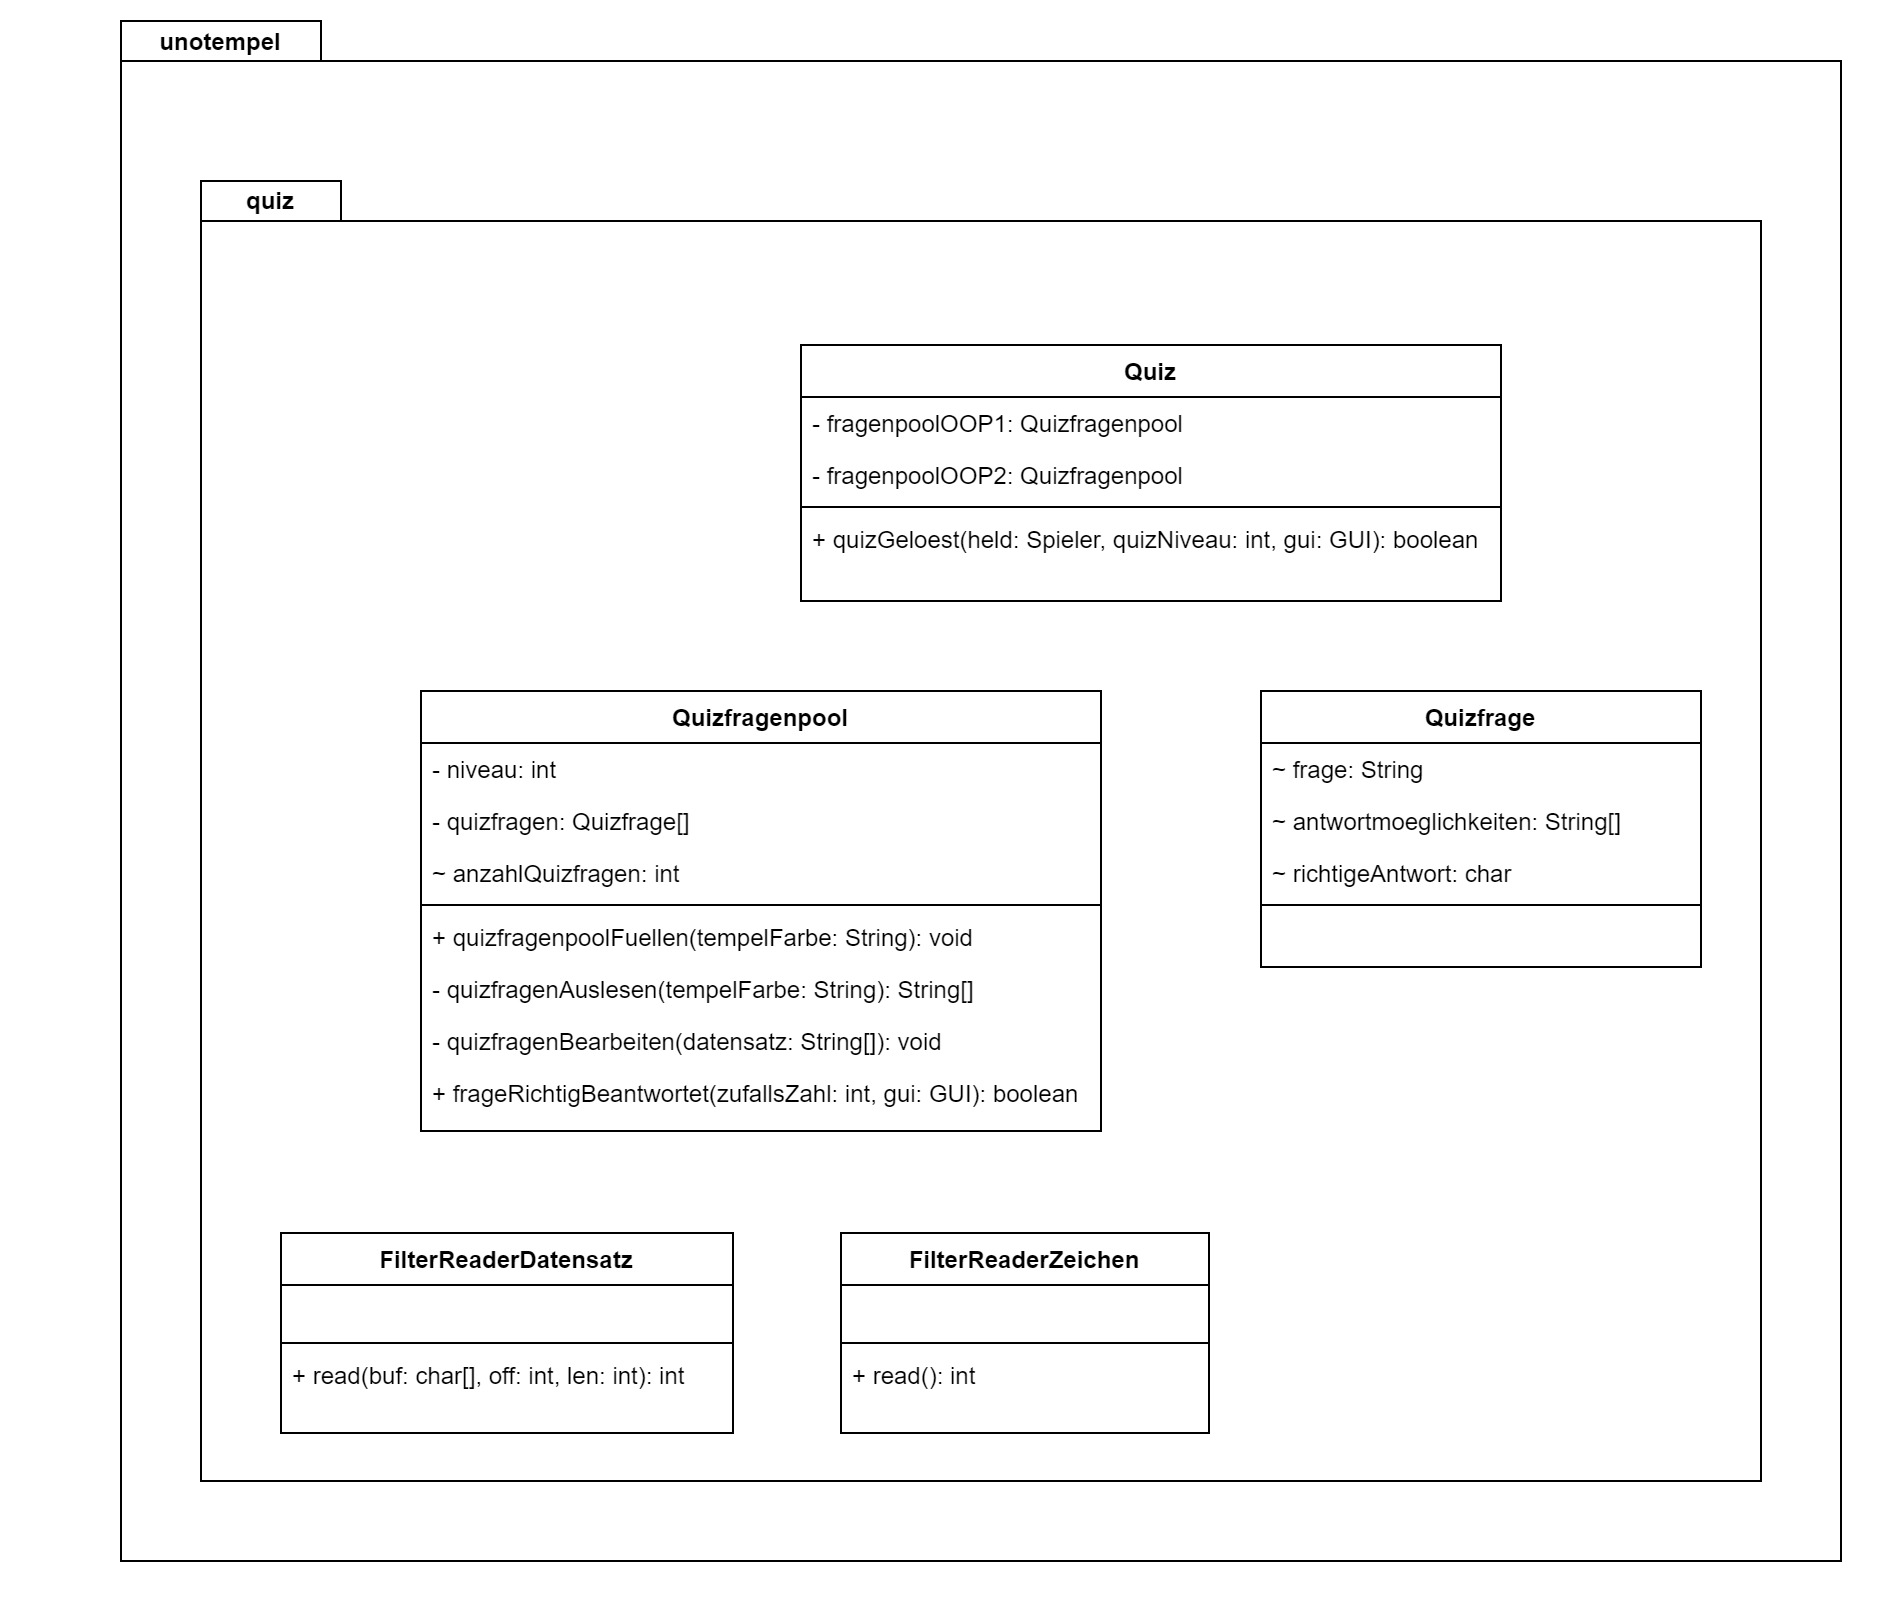 unotempel
quiz
Quiz
- fragenpoolOOP1: Quizfragenpool
- fragenpoolOOP2: Quizfragenpool
+ quizGeloest(held: Spieler, quizNiveau: int, gui: GUI): boolean
Quizfragenpool
- niveau: int
- quizfragen: Quizfrage[]
~ anzahlQuizfragen: int
+ quizfragenpoolFuellen(tempelFarbe: String): void
- quizfragenAuslesen(tempelFarbe: String): String[]
- quizfragenBearbeiten(datensatz: String[]): void
+ frageRichtigBeantwortet(zufallsZahl: int, gui: GUI): boolean
Quizfrage
~ frage: String
~ antwortmoeglichkeiten: String[]
~ richtigeAntwort: char
FilterReaderDatensatz
+ read(buf: char[], off: int, len: int): int
FilterReaderZeichen
+ read(): int